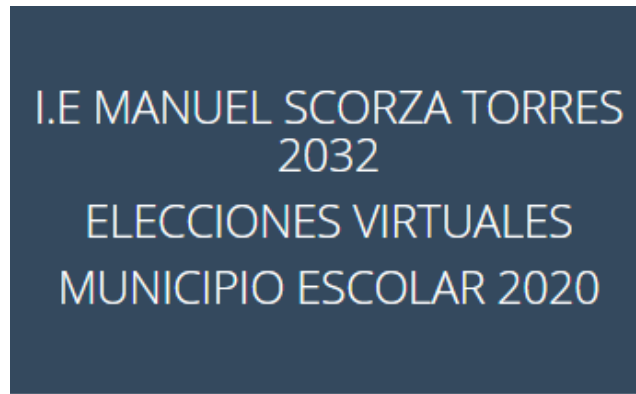 I.E MANUEL SCORZA TORRES
2032
ELECCIONES VIRTUALES
MUNICIPIO ESCOLAR 2020